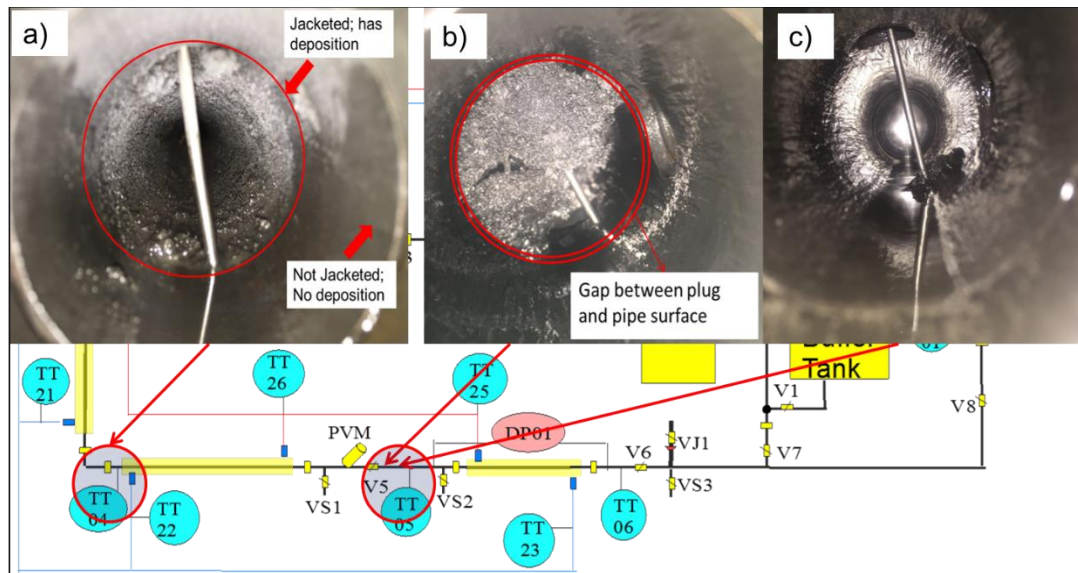 a)
Jacketed; has
deposition
Not Jacketed;
No deposition
b)
Gap between plug
and pipe surface
c)
TT
21
TT
26
TT
25
Tank
01
V1
V8
PVM
DP01
V6
VJ1
V7
V5
TT
04
TT
22
VS1
TT
05
VS2
TT
23
TT
06
VS3